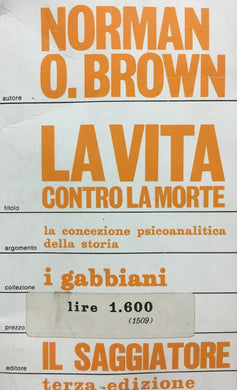 NORMAN
autore
O. BROWN
LA VITA
CONTRO LA MORTE
titolo
la concezione psicoanalitica
argomento
della storia
collezione
i gabbiani
lire 1.600
(1509)
prezzo
editore
IL SAGGIATORE
terza edizione